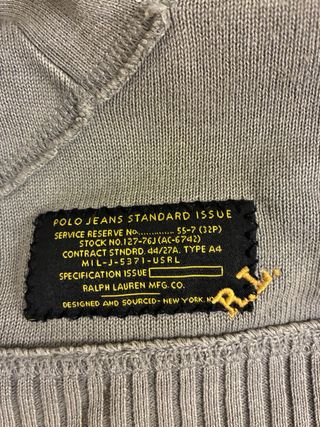 POLO JEANS STANDARD ISSUE
SERVICE RESERVE NO............. 55-7 (32P)
STOCK NO.127-76J (AC-6742)
CONTRACT STNDRD. 44/27A. TYPE A4
MIL-J-5371-USRL
SPECIFICATION ISSUE
RALPH LAUREN MFG. CO.
DESIGNED AND SOURCED- NEW YORK,
R.L.